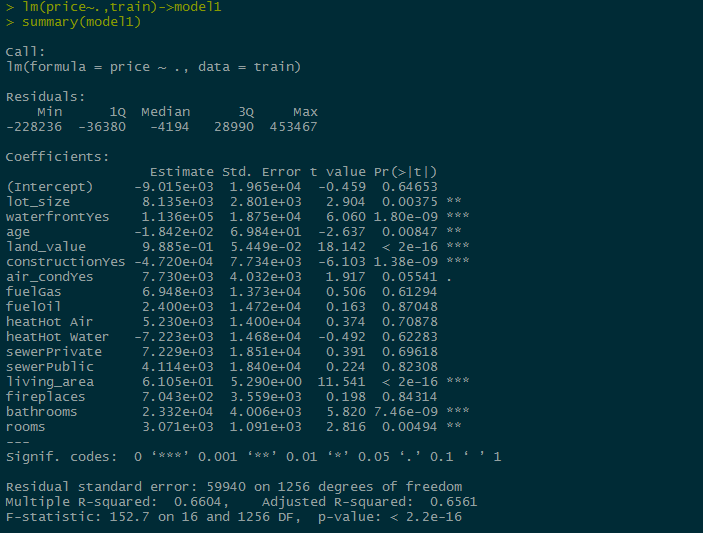 > lm(price~.,train)->model1
> summary(model1)

Call:
lm(formula = price ~ ., data = train)

Residuals:
    Min      1Q  Median      3Q     Max
-228236  -36380   -4194   28990  453467

Coefficients:
                  Estimate Std. Error t value Pr(>|t|)
(Intercept)     -9.015e+03  1.965e+04  -0.459  0.64653
lot_size         8.135e+03  2.801e+03   2.904  0.00375 **
waterfrontYes    1.136e+05  1.875e+04   6.060 1.80e-09 ***
age             -1.842e+02  6.984e+01  -2.637  0.00847 **
land_value       9.885e-01  5.449e-02  18.142  < 2e-16 ***
constructionYes -4.720e+04  7.734e+03  -6.103 1.38e-09 ***
air_condYes      7.730e+03  4.032e+03   1.917  0.05541 .
fuelGas          6.948e+03  1.373e+04   0.506  0.61294
fuelOil          2.400e+03  1.472e+04   0.163  0.87048
heatHot Air      5.230e+03  1.400e+04   0.374  0.70878
heatHot Water   -7.223e+03  1.468e+04  -0.492  0.62283
sewerPrivate     7.229e+03  1.851e+04   0.391  0.69618
sewerPublic      4.114e+03  1.840e+04   0.224  0.82308
living_area      6.105e+01  5.290e+00  11.541  < 2e-16 ***
fireplaces       7.043e+02  3.559e+03   0.198  0.84314
bathrooms        2.332e+04  4.006e+03   5.820 7.46e-09 ***
rooms            3.071e+03  1.091e+03   2.816  0.00494 **
---
Signif. codes:  0 ‘***’ 0.001 ‘**’ 0.01 ‘*’ 0.05 ‘.’ 0.1 ‘ ’ 1

Residual standard error: 59940 on 1256 degrees of freedom
Multiple R-squared:  0.6604,    Adjusted R-squared:  0.6561
F-statistic: 152.7 on 16 and 1256 DF,  p-value: < 2.2e-16